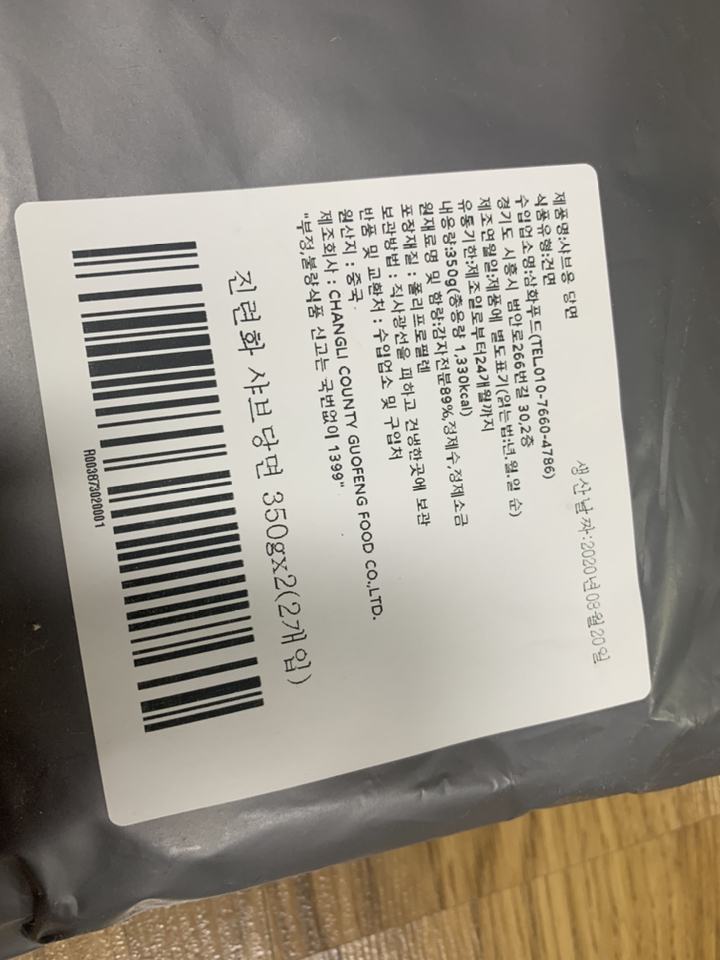 생산날짜:2020년08월20일
제품명:샤브용 당면
식품유형:건면
수입업소명:삼화푸드(TEL.010-7660-4786)
경기도 시흥시 범안로266번길 30,2층
제조연월일:제품에 별도표기(읽는법:년.월.일 순)
유통기한:제조일로부터24개월까지
내용량:350g(총용량 1,330kcal)
원재료명 및 함량:감자전분89%,정제수,정제소금
포장재질 : 폴리프로필렌
보관방법 : 직사광선을 피하고 건냉한곳에 보관
반품 및 교환처 : 수입업소 및 구입처
원산지 : 중국
제조회사 : CHANGLI COUNTY GUOFENG FOOD CO.,LTD.
"부정,불량식품 신고는 국번없이 1399"
진련화 샤브당면 350gx2(2개입)
R003873020001